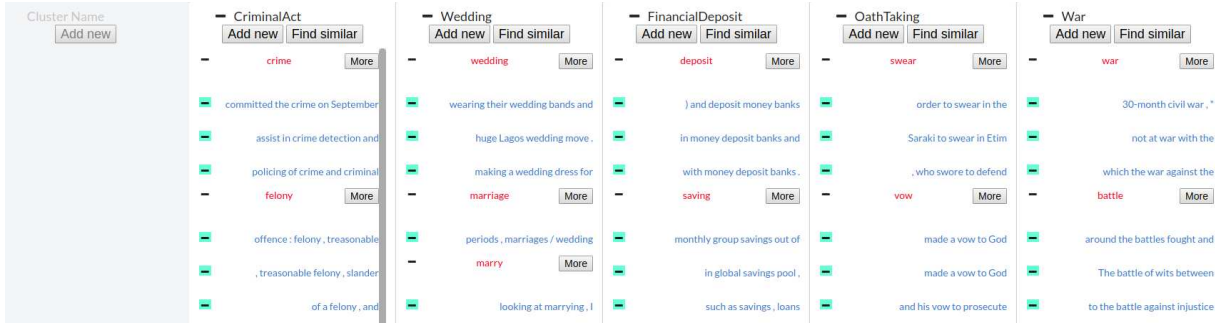 Cluster Name
Add new
CriminalAct
Add new Find similar
crime More
committed the crime on September
assist in crime detection and
policing of crime and criminal
felony More
offence : felony , treasonable
, treasonable felony , slander
of a felony , and
Wedding
Add new Find similar
wedding More
wearing their wedding bands and
huge Lagos wedding move .
making a wedding dress for
marriage More
periods , marriages / wedding
marry More
looking at marrying , I
FinancialDeposit
Add new Find similar
deposit More
) and deposit money banks
in money deposit banks and
with money deposit banks .
saving More
monthly group savings out of
in global savings pool ,
such as savings , loans
OathTaking
Add new Find similar
swear More
order to swear in the
Saraki to swear in Etim
, who swore to defend
vow More
made a vow to God
made a vow to God
and his vow to prosecute
War
Add new Find similar
war More
30-month civil war , "
not at war with the
which the war against the
battle More
around the battles fought and
The battle of wits between
to the battle against injustice